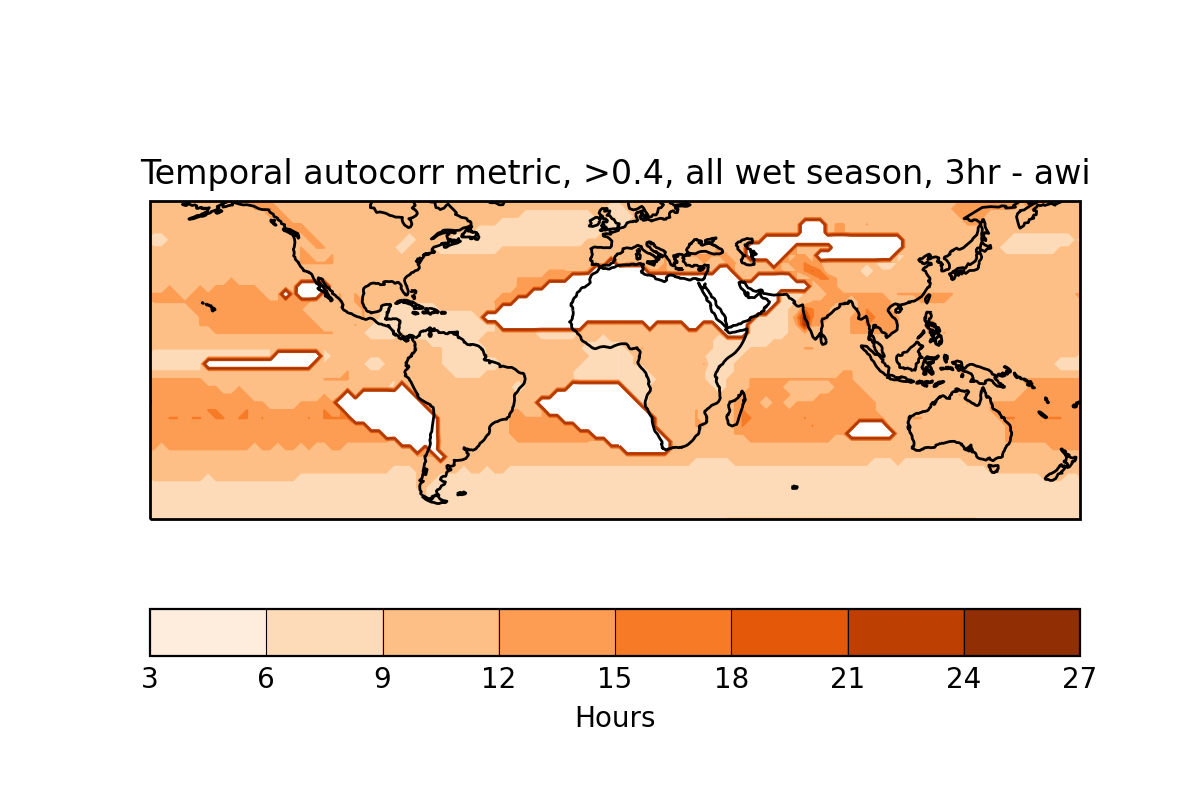 Temporal autocorr metric, >0.4, all wet season, 3hr - awi
3 6 9 12 15 18 21 24 27
Hours